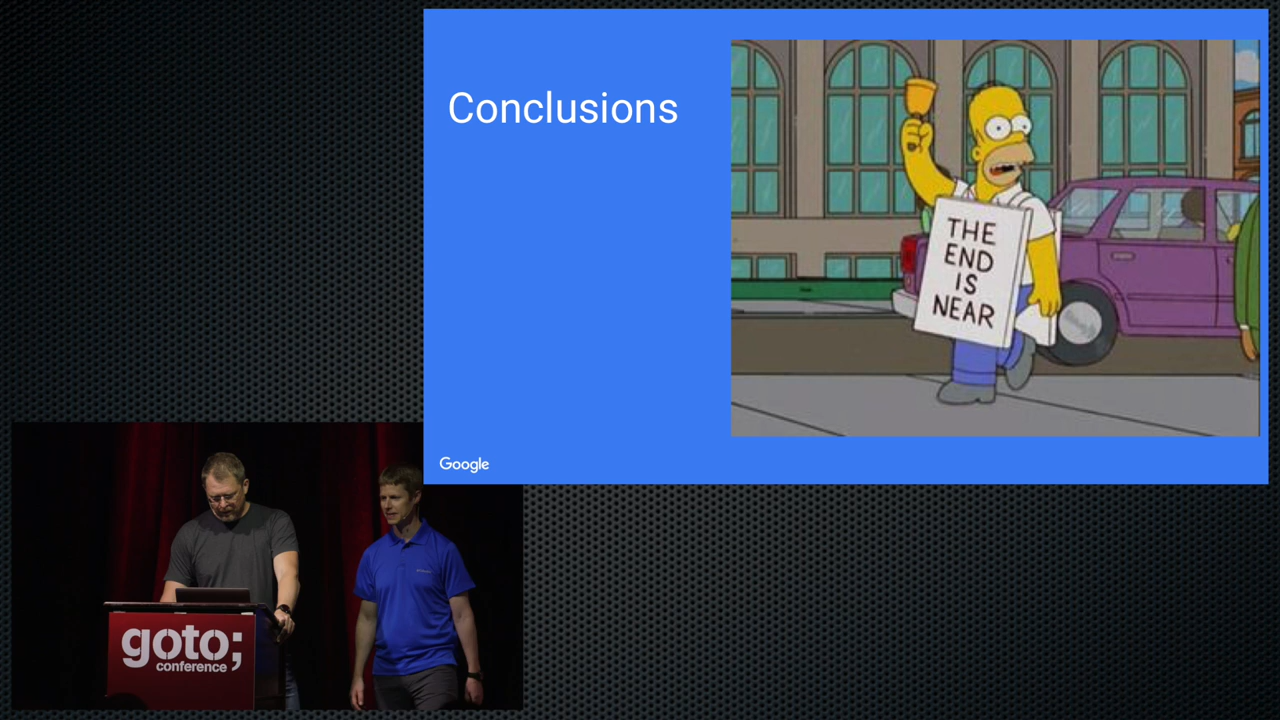 Conclusions
THE
END
IS
NEAR
Google
goto;
conference